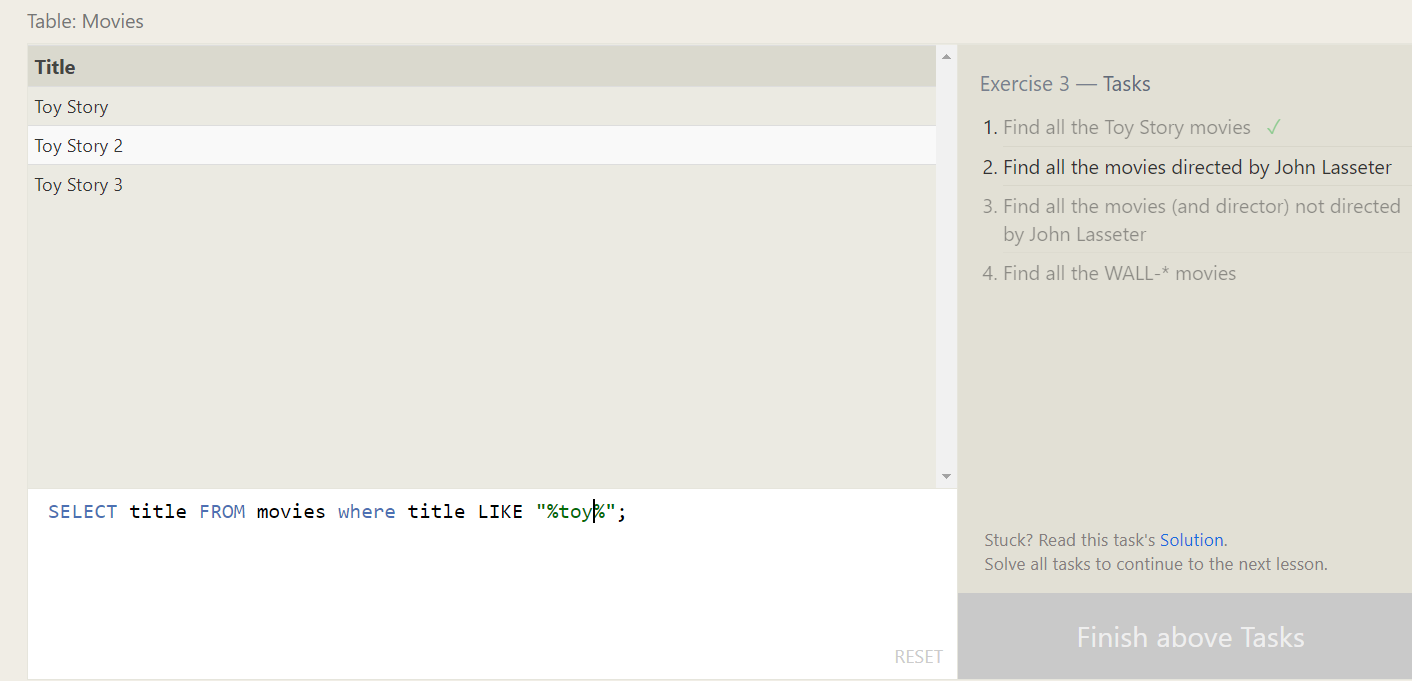 Table: Movies
Title
Toy Story
Toy Story 2
Toy Story 3
SELECT title FROM movies where title LIKE "%toy%";
RESET
Exercise 3 — Tasks
1. Find all the Toy Story movies ✓
2. Find all the movies directed by John Lasseter
3. Find all the movies (and director) not directed
by John Lasseter
4. Find all the WALL-* movies
Stuck? Read this task's Solution.
Solve all tasks to continue to the next lesson.
Finish above Tasks